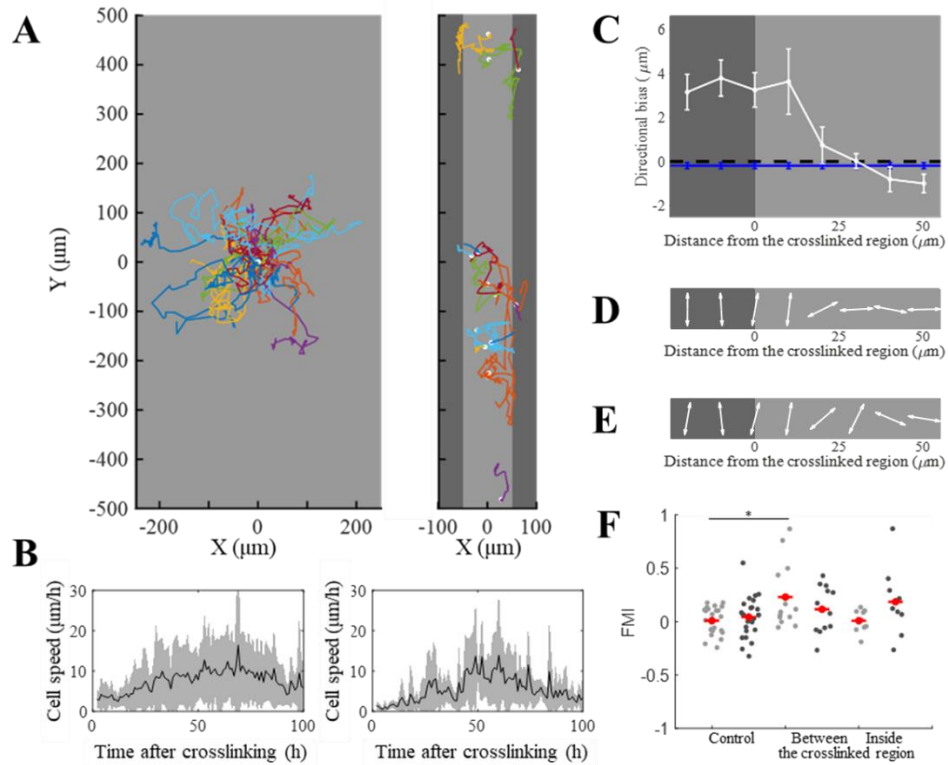 A
500
400
300
200
100
0
-100
-200
-300
-400
-500
Y (μm)
-200 0 200
X (μm)
-100 0 100
X (μm)
B
30
20
10
0
Cell speed (μm/h)
0 50 100
Time after crosslinking (h)
30
20
10
0
Cell speed (μm/h)
0 50 100
Time after crosslinking (h)
C
6
4
2
0
-2
Directional bias (μm)
0 25 50
Distance from the crosslinked region (μm)
D
0 25 50
Distance from the crosslinked region (μm)
E
0 25 50
Distance from the crosslinked region (μm)
F
1
0.5
0
-0.5
-1
FMI
*
Control Between Inside
the crosslinked region